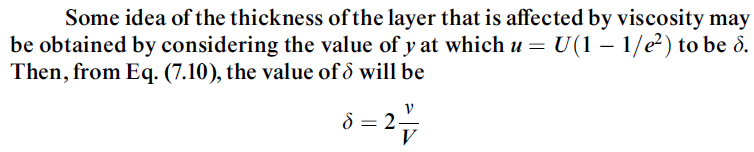 Some idea of the thickness of the layer that is affected by viscosity may
be obtained by considering the value of y at which u = U(1 − 1/e²) to be δ.
Then, from Eq. (7.10), the value of δ will be
δ = 2 ν/V